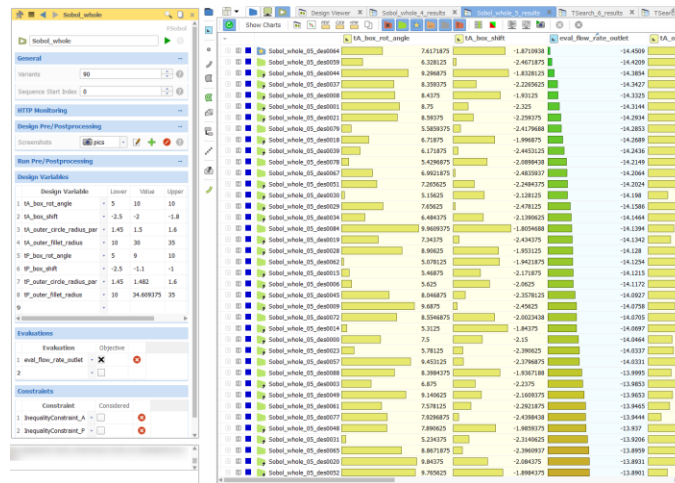 Sobol_whole
fSobol
Sobol_whole
General
Variants 90
Sequence Start Index 0
HTTP Monitoring
Design Pre/Postprocessing
Screenshots pics
Run Pre/Postprocessing
Design Variables
Design Variable Lower Value Upper
1 tA_box_rot_angle 5 10 10
2 tA_box_shift -2.5 -2 -1.8
3 tA_outer_circle_radius_par 1.45 1.5 1.6
4 tA_outer_fillet_radius 10 30 35
5 tP_box_rot_angle 5 9 10
6 tP_box_shift -2.5 -1.1 -1
7 tP_outer_circle_radius_par 1.45 1.482 1.6
8 tP_outer_fillet_radius 10 34.609375 35
9
Evaluations
Evaluation Objective
1 eval_flow_rate_outlet
2
Constraints
Constraint Considered
1 InequalityConstraint_A
2 InequalityConstraint_P
Design Viewer Sobol_whole_4_results Sobol_whole_5_results TSearch_6_results TSear
Show Charts
tA_box_rot_angle tA_box_shift eval_flow_rate_outlet tA_o
Sobol_whole_05_des0064 7.6171875 -1.8710938 -14.4509
Sobol_whole_05_des0059 6.328125 -2.4671875 -14.4209
Sobol_whole_05_des0044 9.296875 -1.8328125 -14.3854
Sobol_whole_05_des0037 8.359375 -2.2265625 -14.3427
Sobol_whole_05_des0008 8.4375 -1.93125 -14.3325
Sobol_whole_05_des0001 8.75 -2.325 -14.3144
Sobol_whole_05_des0021 8.59375 -2.259375 -14.2934
Sobol_whole_05_des0079 5.5859375 -2.4179688 -14.2853
Sobol_whole_05_des0018 6.71875 -1.996875 -14.2689
Sobol_whole_05_des0039 6.171875 -2.4453125 -14.2436
Sobol_whole_05_des0078 5.4296875 -2.0898438 -14.2149
Sobol_whole_05_des0067 6.9921875 -2.4835937 -14.2064
Sobol_whole_05_des0051 7.265625 -2.2484375 -14.2024
Sobol_whole_05_des0030 5.15625 -2.128125 -14.198
Sobol_whole_05_des0029 7.65625 -2.478125 -14.1586
Sobol_whole_05_des0034 6.484375 -2.1390625 -14.1464
Sobol_whole_05_des0084 9.9609375 -1.8054688 -14.1394
Sobol_whole_05_des0019 7.34375 -2.434375 -14.1342
Sobol_whole_05_des0028 8.90625 -1.953125 -14.128
Sobol_whole_05_des0062 5.078125 -1.9421875 -14.1254
Sobol_whole_05_des0015 5.46875 -2.171875 -14.1215
Sobol_whole_05_des0006 5.625 -2.0625 -14.1172
Sobol_whole_05_des0045 8.046875 -2.3578125 -14.0927
Sobol_whole_05_des0009 9.6875 -2.45625 -14.0758
Sobol_whole_05_des0072 8.5546875 -2.0023438 -14.0705
Sobol_whole_05_des0014 5.3125 -1.84375 -14.0697
Sobol_whole_05_des0000 7.5 -2.15 -14.0464
Sobol_whole_05_des0023 5.78125 -2.390625 -14.0337
Sobol_whole_05_des0057 9.453125 -2.3796875 -14.0331
Sobol_whole_05_des0088 8.3984375 -1.9367188 -13.9995
Sobol_whole_05_des0003 6.875 -2.2375 -13.9853
Sobol_whole_05_des0049 9.140625 -2.1609375 -13.9653
Sobol_whole_05_des0061 7.578125 -2.2921875 -13.9465
Sobol_whole_05_des0077 7.9296875 -2.4398438 -13.9444
Sobol_whole_05_des0040 7.890625 -1.9859375 -13.937
Sobol_whole_05_des0031 5.234375 -2.3140625 -13.9206
Sobol_whole_05_des0065 8.8671875 -2.3960937 -13.8959
Sobol_whole_05_des0020 9.84375 -2.084375 -13.8931
Sobol_whole_05_des0052 9.765625 -1.8984375 -13.8901